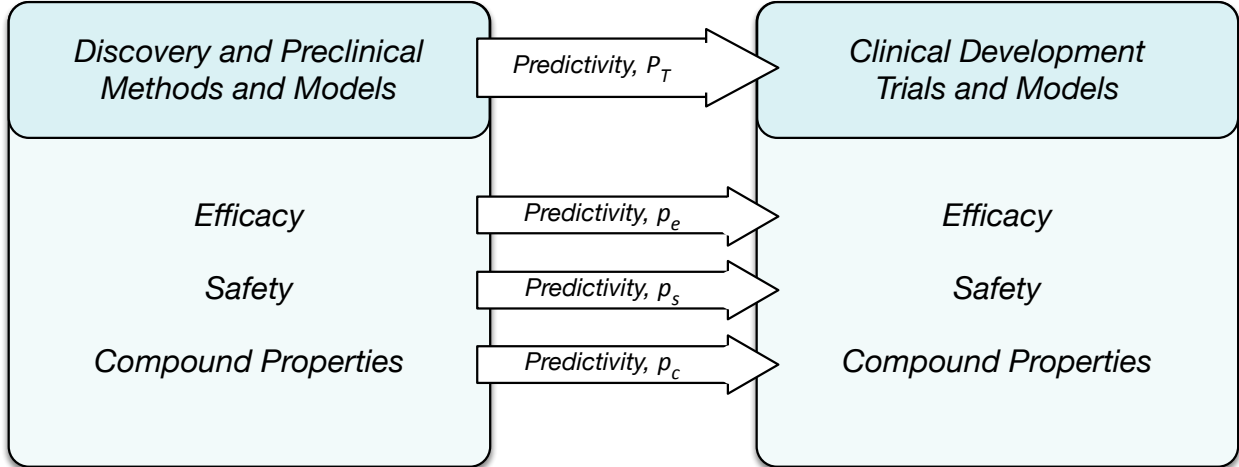 Discovery and Preclinical
Methods and Models
Predictivity, P_T
Clinical Development
Trials and Models
Efficacy
Predictivity, p_e
Efficacy
Safety
Predictivity, p_s
Safety
Compound Properties
Predictivity, p_c
Compound Properties